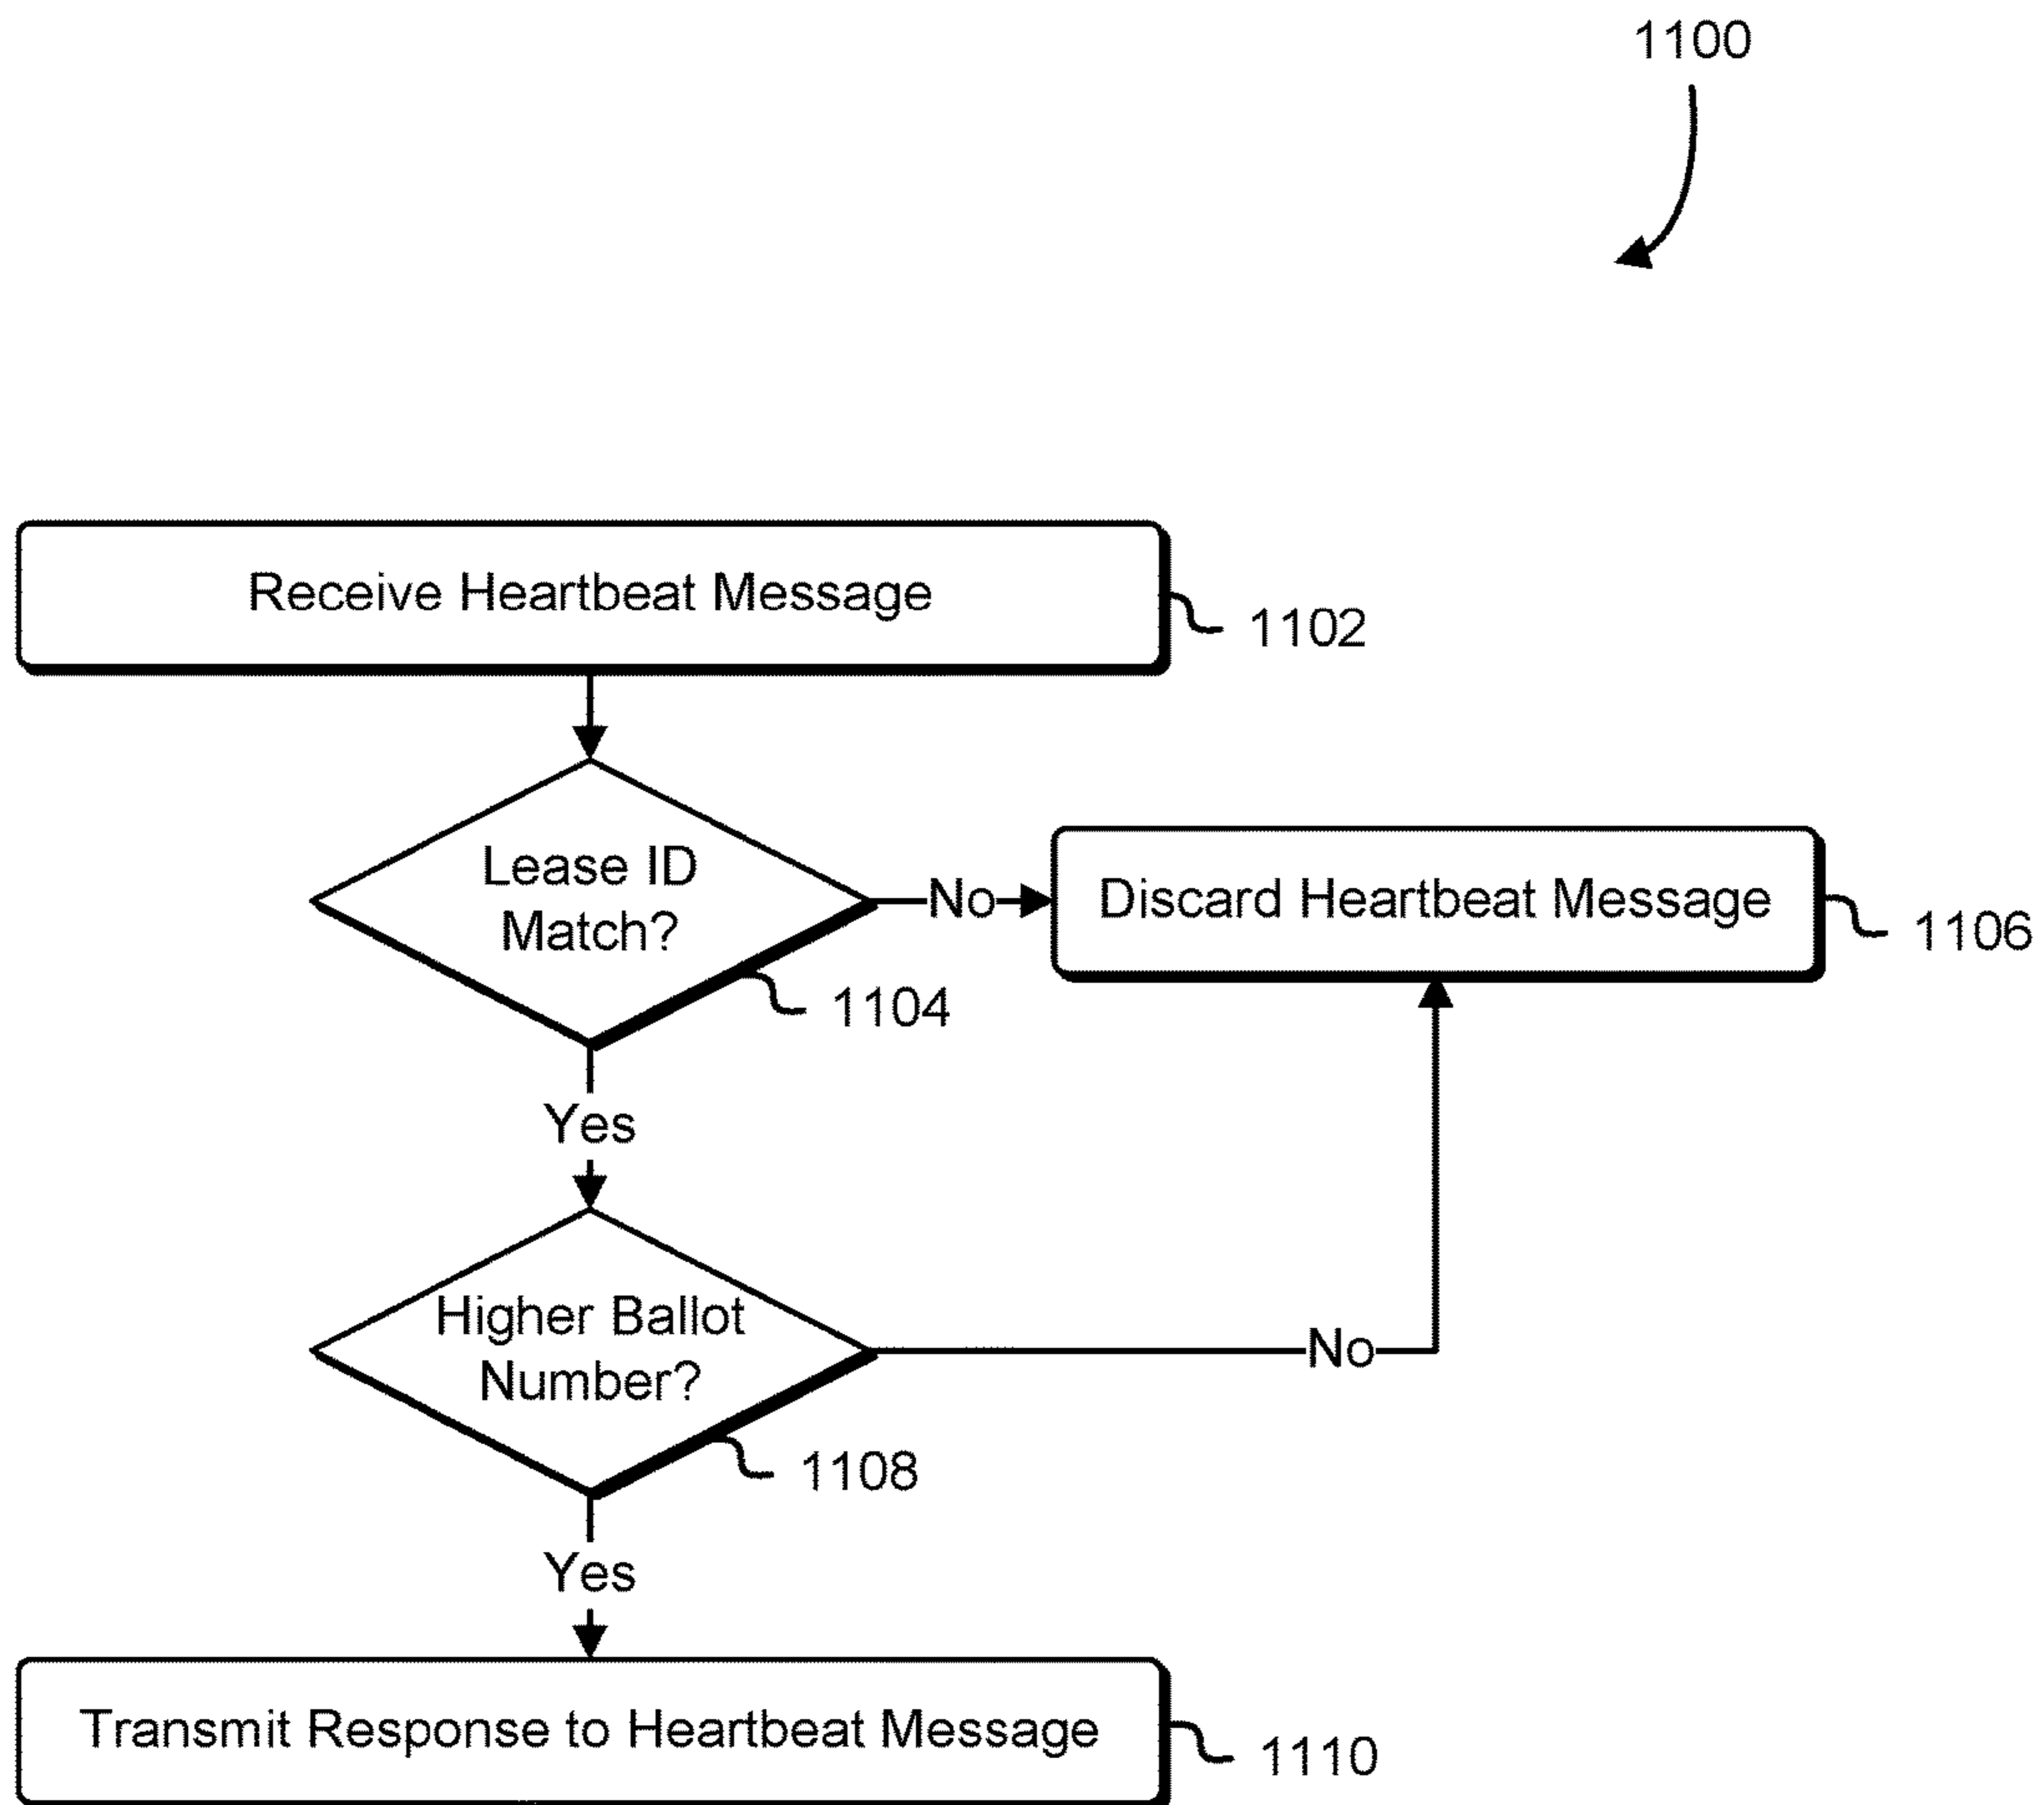 1100
Receive Heartbeat Message
1102
Lease ID
Match?
No
Discard Heartbeat Message
1106
1104
Yes
Higher Ballot
Number?
No
1108
Yes
Transmit Response to Heartbeat Message
1110